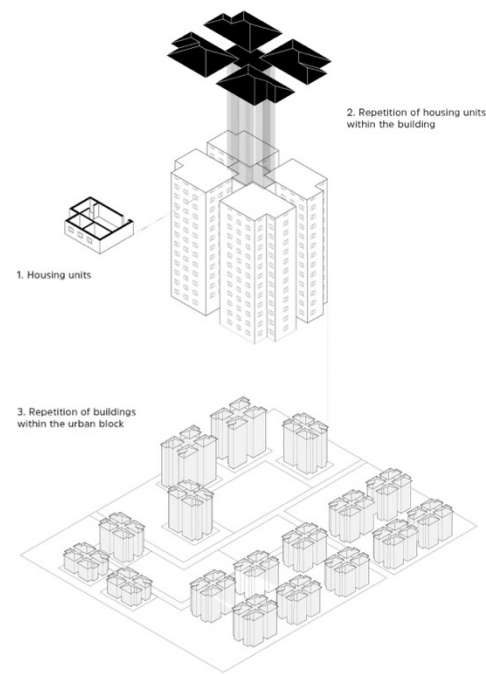 2. Repetition of housing units
within the building
1. Housing units
3. Repetition of buildings
within the urban block